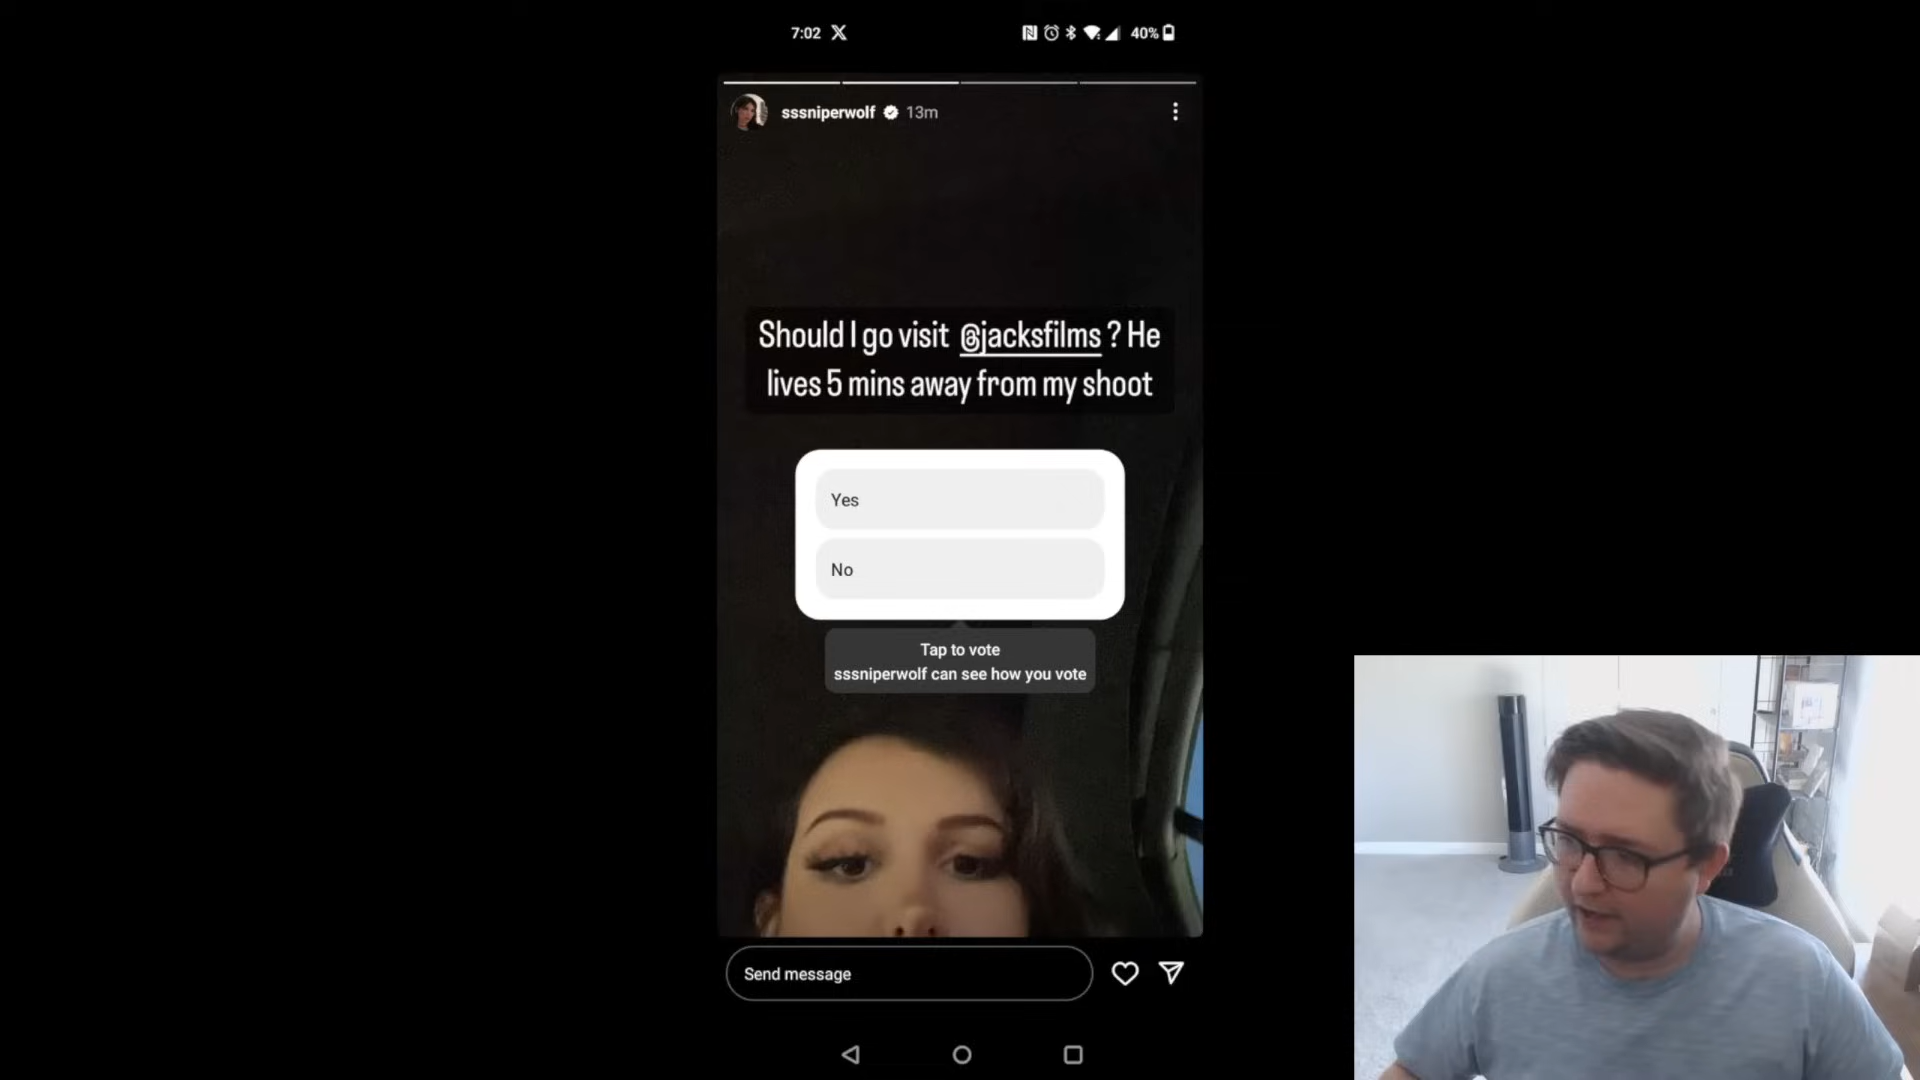 7:02
40%
sssniperwolf 13m
Should I go visit @jacksfilms ? He
lives 5 mins away from my shoot
Yes
No
Tap to vote
sssniperwolf can see how you vote
Send message